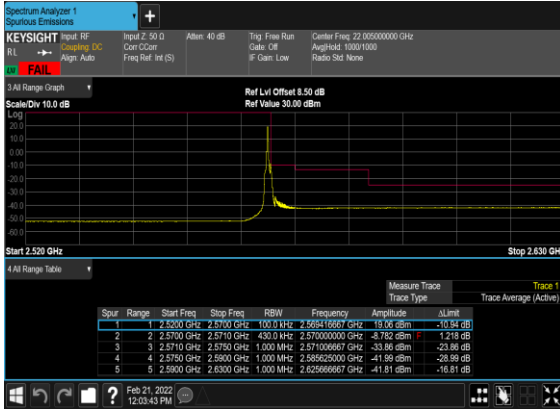 Spectrum Analyzer 1
Spurious Emissions
+
KEYSIGHT Input: RF Input Z: 50 Ω Atten: 40 dB Trig: Free Run Center Freq: 22.005000000 GHz
RL Coupling: DC Corr CCorr Gate: Off Avg|Hold: 1000/1000
Align: Auto Freq Ref: Int (S) IF Gain: Low Radio Std: None
FAIL
3 All Range Graph
Ref Lvl Offset 8.50 dB
Scale/Div 10.0 dB Ref Value 30.00 dBm
Log
20.0
10.0
0.00
-10.0
-20.0
-30.0
-40.0
-50.0
-60.0
Start 2.520 GHz Stop 2.630 GH
4 All Range Table
Measure Trace Trace 1
Trace Type Trace Average (Active)
Spur Range Start Freq Stop Freq RBW Frequency Amplitude ΔLimit
1 1 2.5200 GHz 2.5700 GHz 100.0 kHz 2.569416667 GHz 19.06 dBm -10.94 dB
2 2 2.5700 GHz 2.5710 GHz 430.0 kHz 2.570000000 GHz -8.782 dBm F 1.218 dB
3 3 2.5710 GHz 2.5750 GHz 1.000 MHz 2.571006667 GHz -33.86 dBm -23.86 dB
4 4 2.5750 GHz 2.5900 GHz 1.000 MHz 2.585625000 GHz -41.99 dBm -28.99 dB
5 5 2.5900 GHz 2.6300 GHz 1.000 MHz 2.625666667 GHz -41.81 dBm -16.81 dB
? Feb 21, 2022
12:03:43 PM